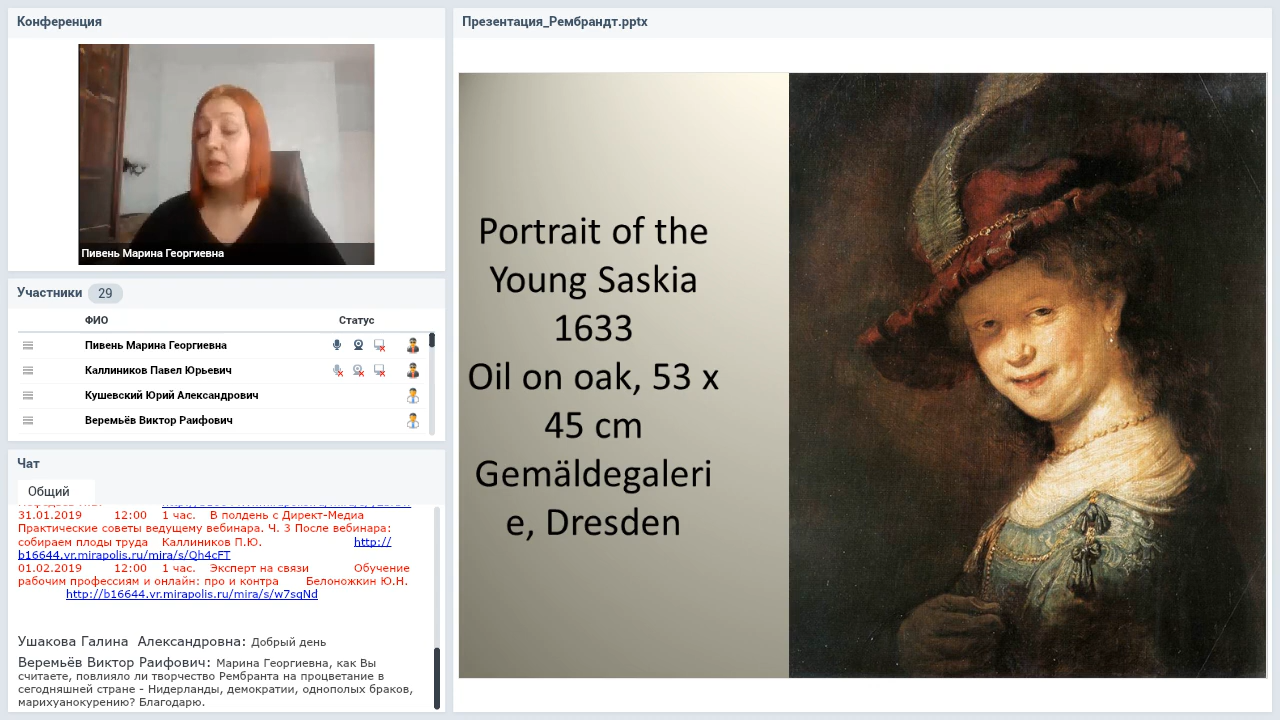 Конференция
Пивень Марина Георгиевна
Участники 29
ФИО Статус
Пивень Марина Георгиевна
Каллиников Павел Юрьевич
Кушевский Юрий Александрович
Веремьёв Виктор Раифович
Чат
Общий
31.01.2019 12:00 1 час. В полдень с Директ-Медиа
Практические советы ведущему вебинара. Ч. 3 После вебинара:
собираем плоды труда Каллиников П.Ю. http://
b16644.vr.mirapolis.ru/mira/s/Qh4cFT
01.02.2019 12:00 1 час. Эксперт на связи Обучение
рабочим профессиям и онлайн: про и контра Белоножкин Ю.Н.
http://b16644.vr.mirapolis.ru/mira/s/w7sqNd
Ушакова Галина Александровна: Добрый день
Веремьёв Виктор Раифович: Марина Георгиевна, как Вы
считаете, повлияло ли творчество Рембранта на процветание в
сегодняшней стране - Нидерланды, демократии, однополых браков,
марихуанокурению? Благодарю.
Презентация_Рембрандт.pptx
Portrait of the
Young Saskia
1633
Oil on oak, 53 x
45 cm
Gemäldegaleri
e, Dresden